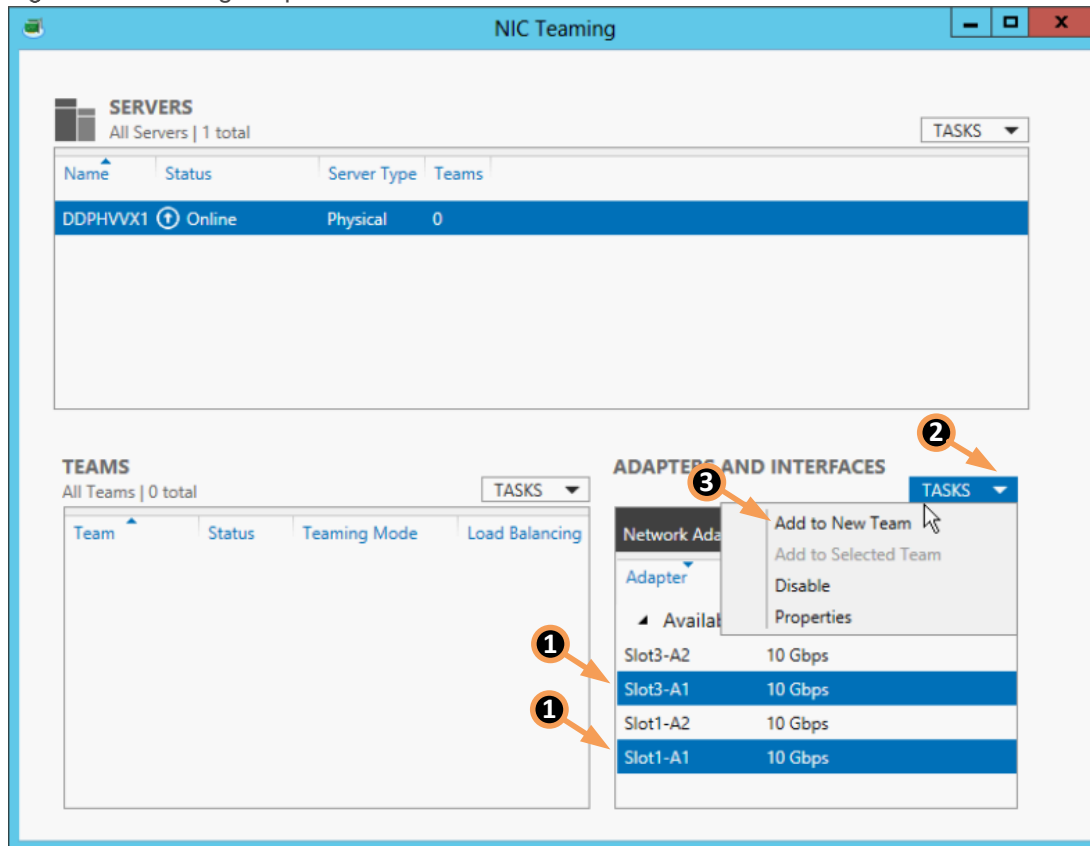 NIC Teaming
SERVERS
All Servers | 1 total
TASKS
Name Status Server Type Teams
DDPHVVX1 Online Physical 0
2
TEAMS
All Teams | 0 total
TASKS
Team Status Teaming Mode Load Balancing
ADAPTERS AND INTERFACES
3
TASKS
Add to New Team
Add to Selected Team
Disable
Properties
Network Ada
Adapter
Availab
1
Slot3-A2 10 Gbps
Slot3-A1 10 Gbps
1
Slot1-A2 10 Gbps
Slot1-A1 10 Gbps